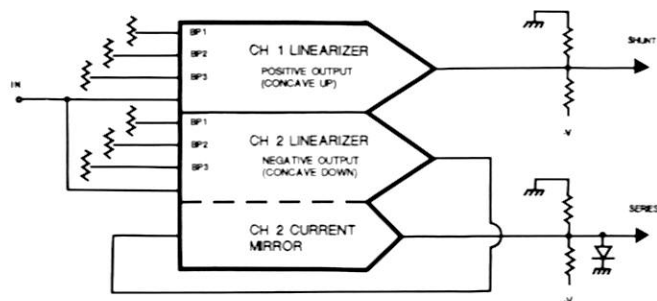 BP1
BP2
BP3
CH 1 LINEARIZER
POSITIVE OUTPUT
(CONCAVE UP)
SHUNT
-V
IN
BP1
BP2
BP3
CH 2 LINEARIZER
NEGATIVE OUTPUT
(CONCAVE DOWN)
CH 2 CURRENT
MIRROR
SERIES
-V